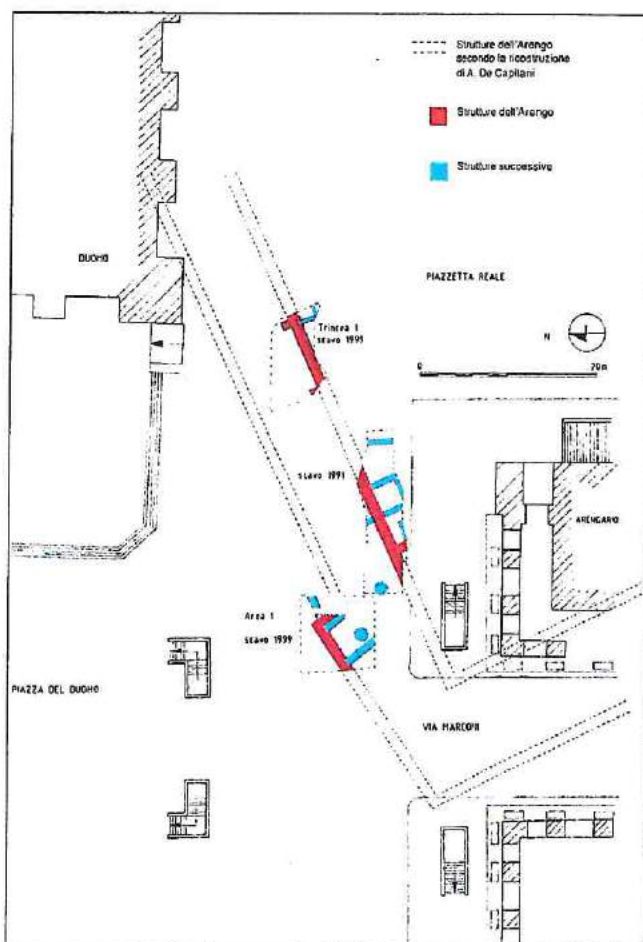 Strutture dell'Arengo
secondo la ricostruzione
di A. De Capitani
Strutture dell'Arengo
Strutture successive
DUOMO
PIAZZETTA REALE
Trincea 1
scavo 1999
N
0
20m
scavo 1991
ARENGARIO
Area 1
scavo 1999
PIAZZA DEL DUOMO
VIA MARCONI